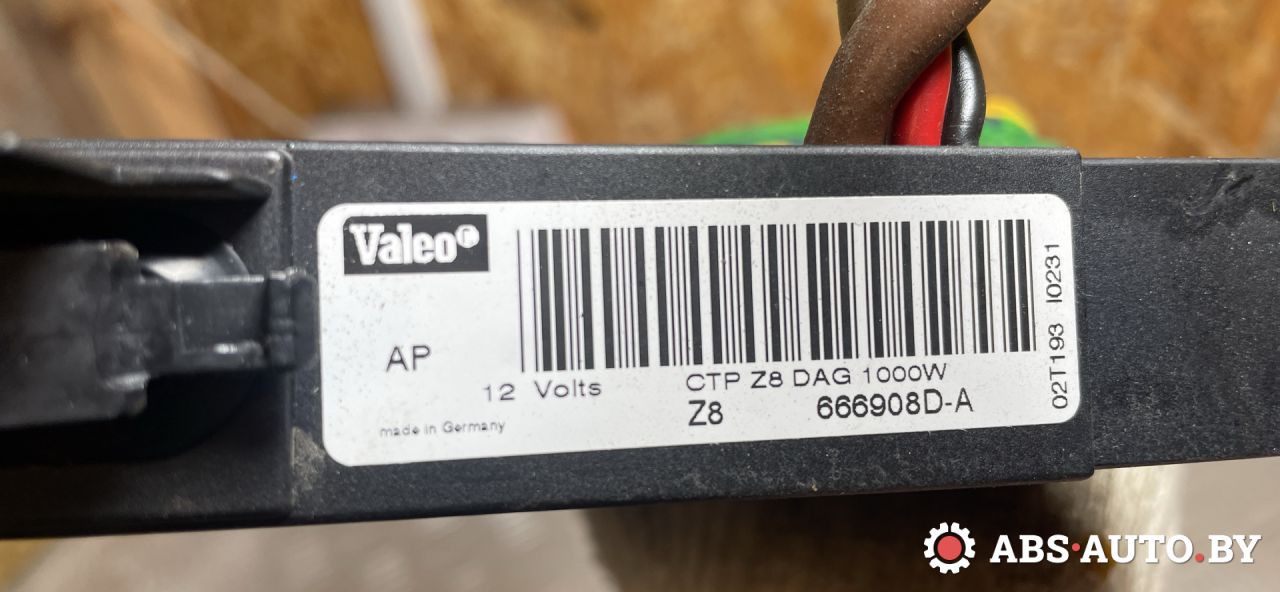 Valeo
AP
12 Volts
CTP Z8 DAG 1000W
Z8 666908D-A
made in Germany
02T193 I0231
ABS·AUTO.BY